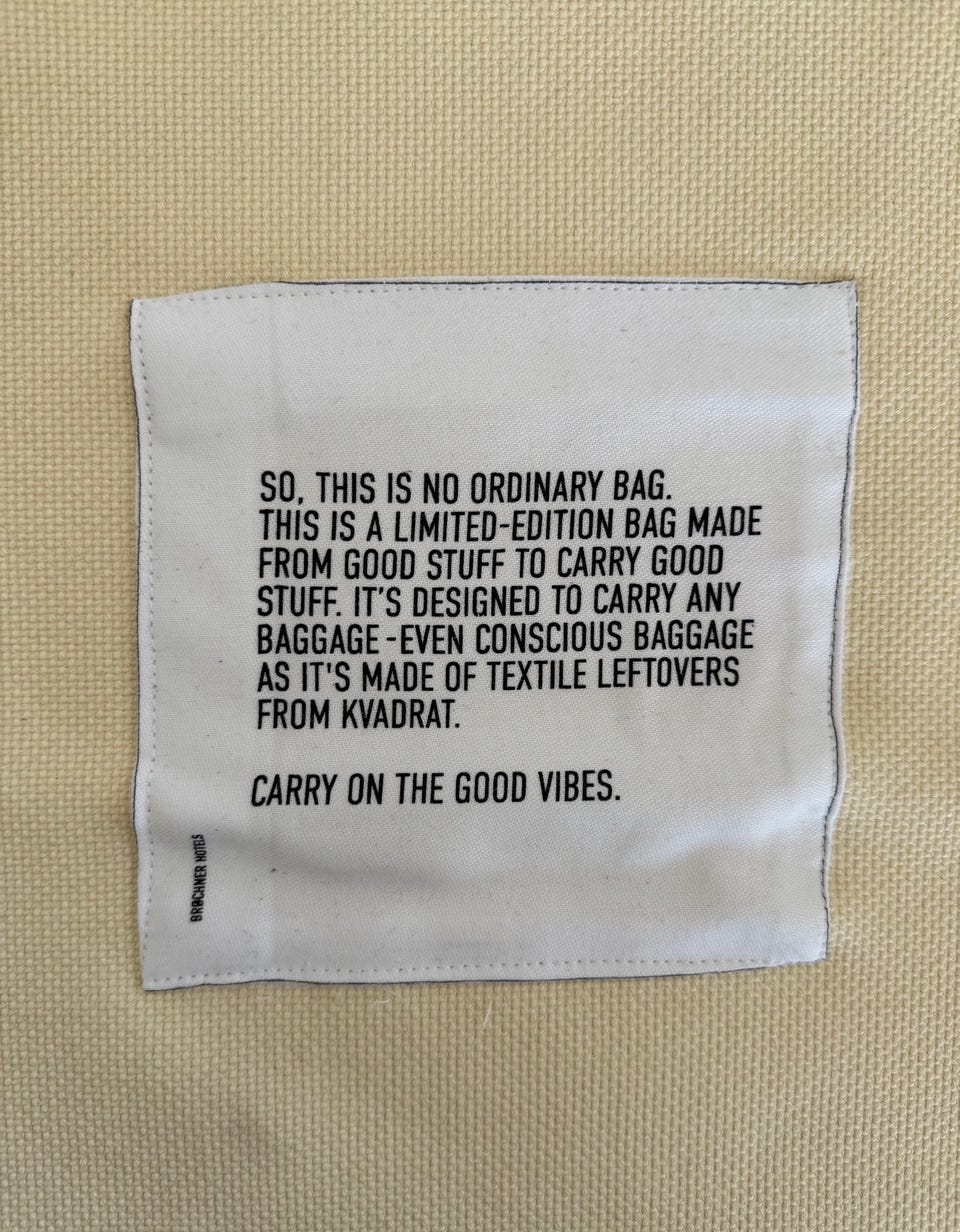 SO, THIS IS NO ORDINARY BAG.
THIS IS A LIMITED-EDITION BAG MADE
FROM GOOD STUFF TO CARRY GOOD
STUFF. IT'S DESIGNED TO CARRY ANY
BAGGAGE -EVEN CONSCIOUS BAGGAGE
AS IT'S MADE OF TEXTILE LEFTOVERS
FROM KVADRAT.
CARRY ON THE GOOD VIBES.
BRØCHNER HOTELS